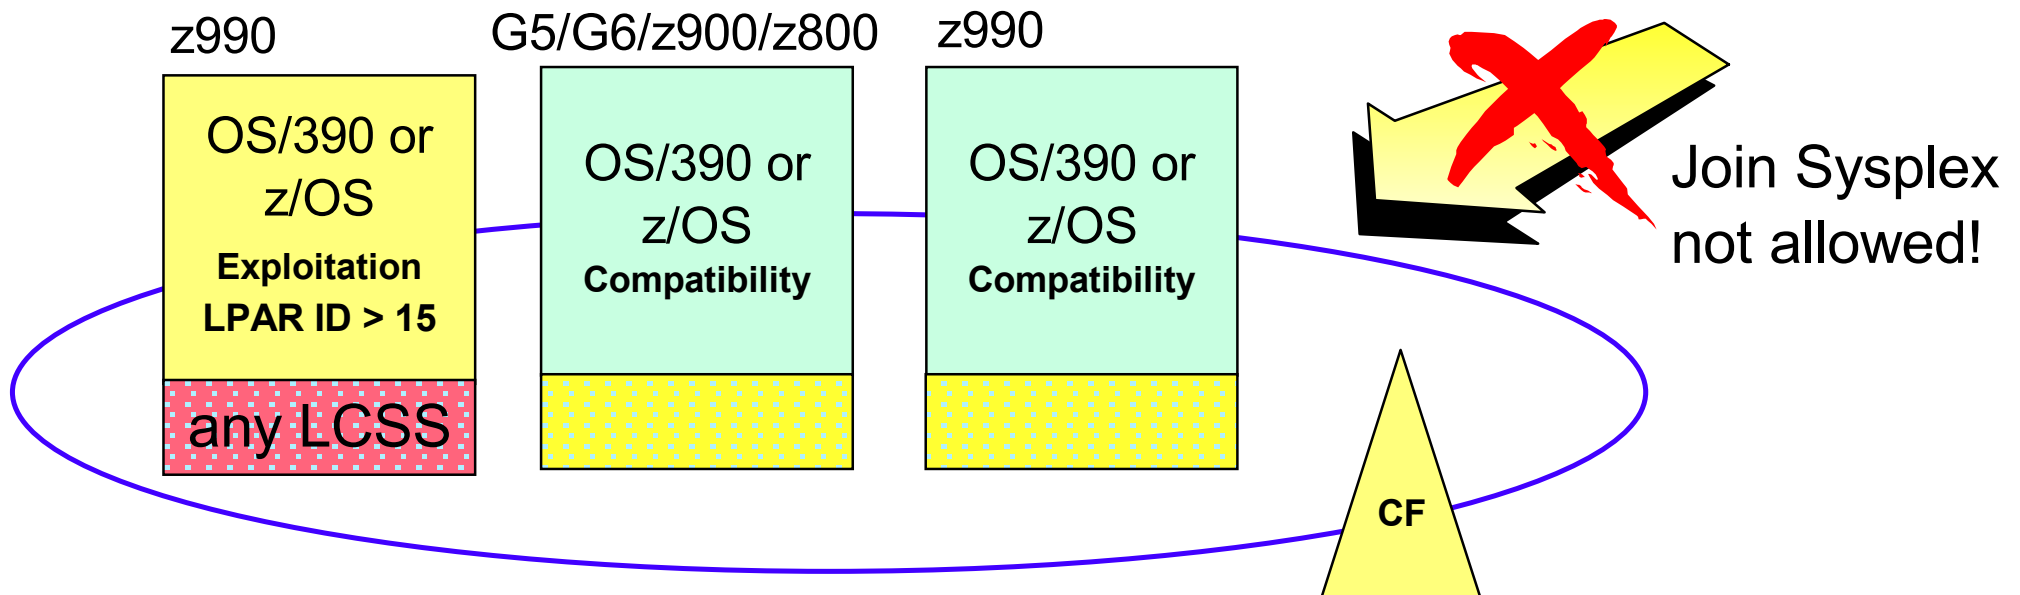 z990
G5/G6/z900/z800
z990
OS/390 or
z/OS
Exploitation
LPAR ID > 15
any LCSS
OS/390 or
z/OS
Compatibility
OS/390 or
z/OS
Compatibility
Join Sysplex
not allowed!
CF